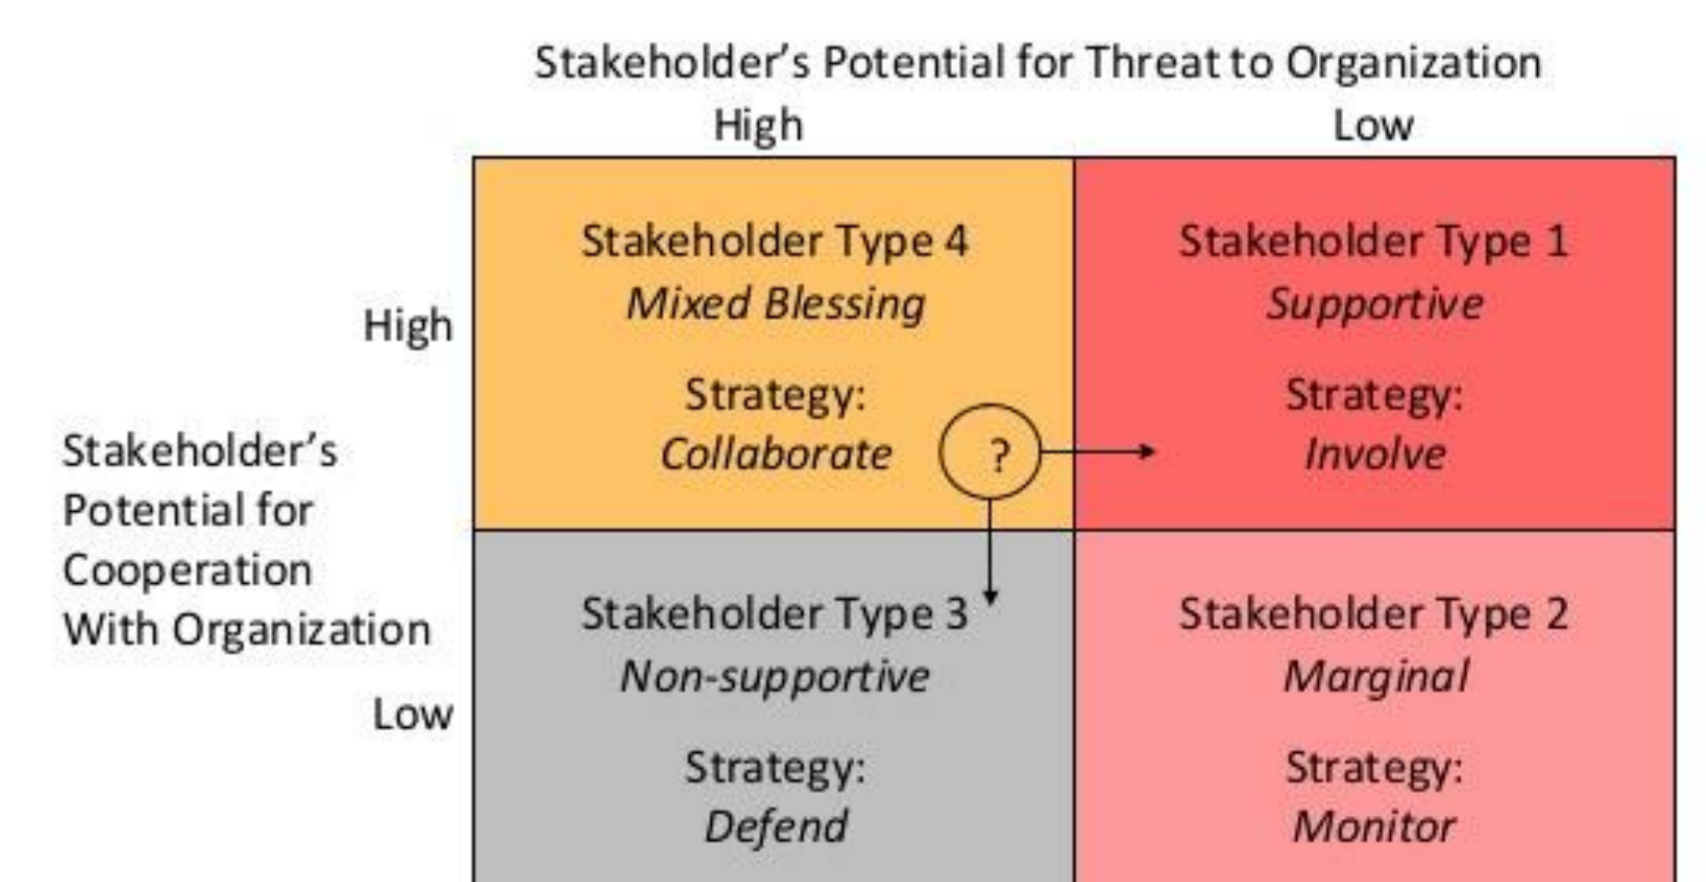 Stakeholder’s Potential for Threat to Organization
High
Low
High
Stakeholder’s
Potential for
Cooperation
With Organization
Low
Stakeholder Type 4
Mixed Blessing
Strategy:
Collaborate
?
Stakeholder Type 1
Supportive
Strategy:
Involve
Stakeholder Type 3
Non-supportive
Strategy:
Defend
Stakeholder Type 2
Marginal
Strategy:
Monitor